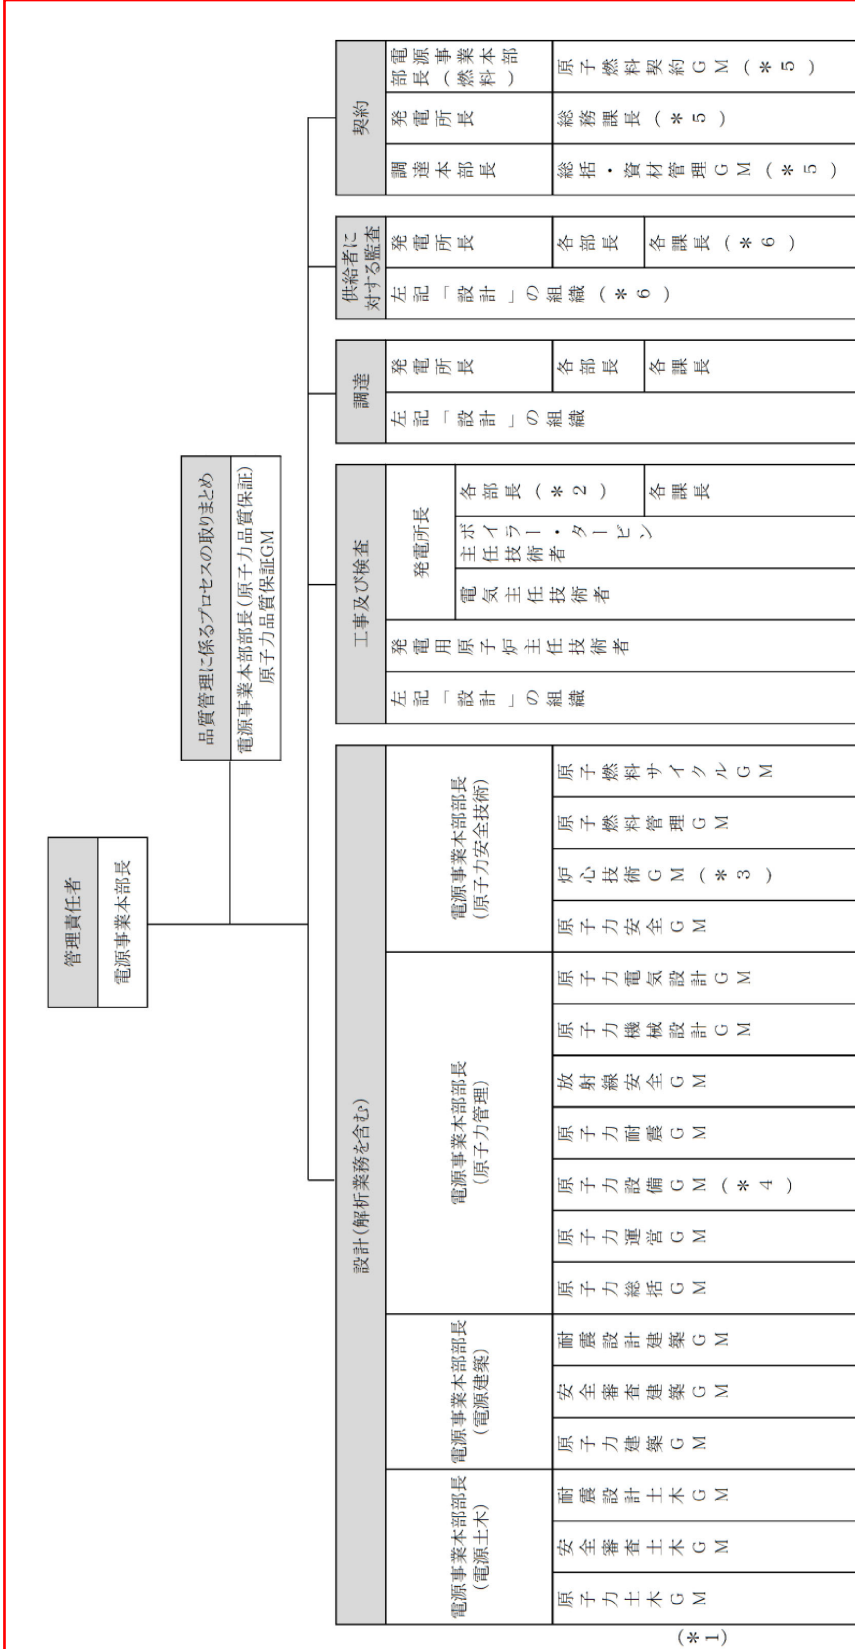 管理責任者
電源事業本部長
品質管理に係るプロセスの取りまとめ
電源事業本部部長(原子力品質保証)
原子力品質保証GM
設計(解析業務を含む)
電源事業本部部長
(電源土木)
原子力土木GM
安全審査土木GM
耐震設計土木GM
電源事業本部部長
(電源建築)
原子力建築GM
安全審査建築GM
耐震設計建築GM
電源事業本部部長
(原子力管理)
原子力総括GM
原子力運営GM
原子力設備GM(*4)
原子力耐震GM
放射線安全GM
原子力機械設計GM
原子力電気設計GM
電源事業本部部長
(原子力安全技術)
原子力安全GM
炉心技術GM(*3)
原子燃料管理GM
原子燃料サイクルGM
(*1)
工事及び検査
左記「設計」の組織
発電用原子炉主任技術者
発電所長
電気主任技術者
ボイラー・タービン
主任技術者
各部長(*2)
各課長
調達
左記「設計」の組織
発電所長
各部長
各課長
供給者に
対する監査
左記「設計」の組織(*6)
発電所長
各部長
各課長(*6)
契約
調達本部長
総括・資材管理GM(*5)
発電所長
総務課長(*5)
電源事業本部
部長(燃料)
原子燃料契約GM(*5)